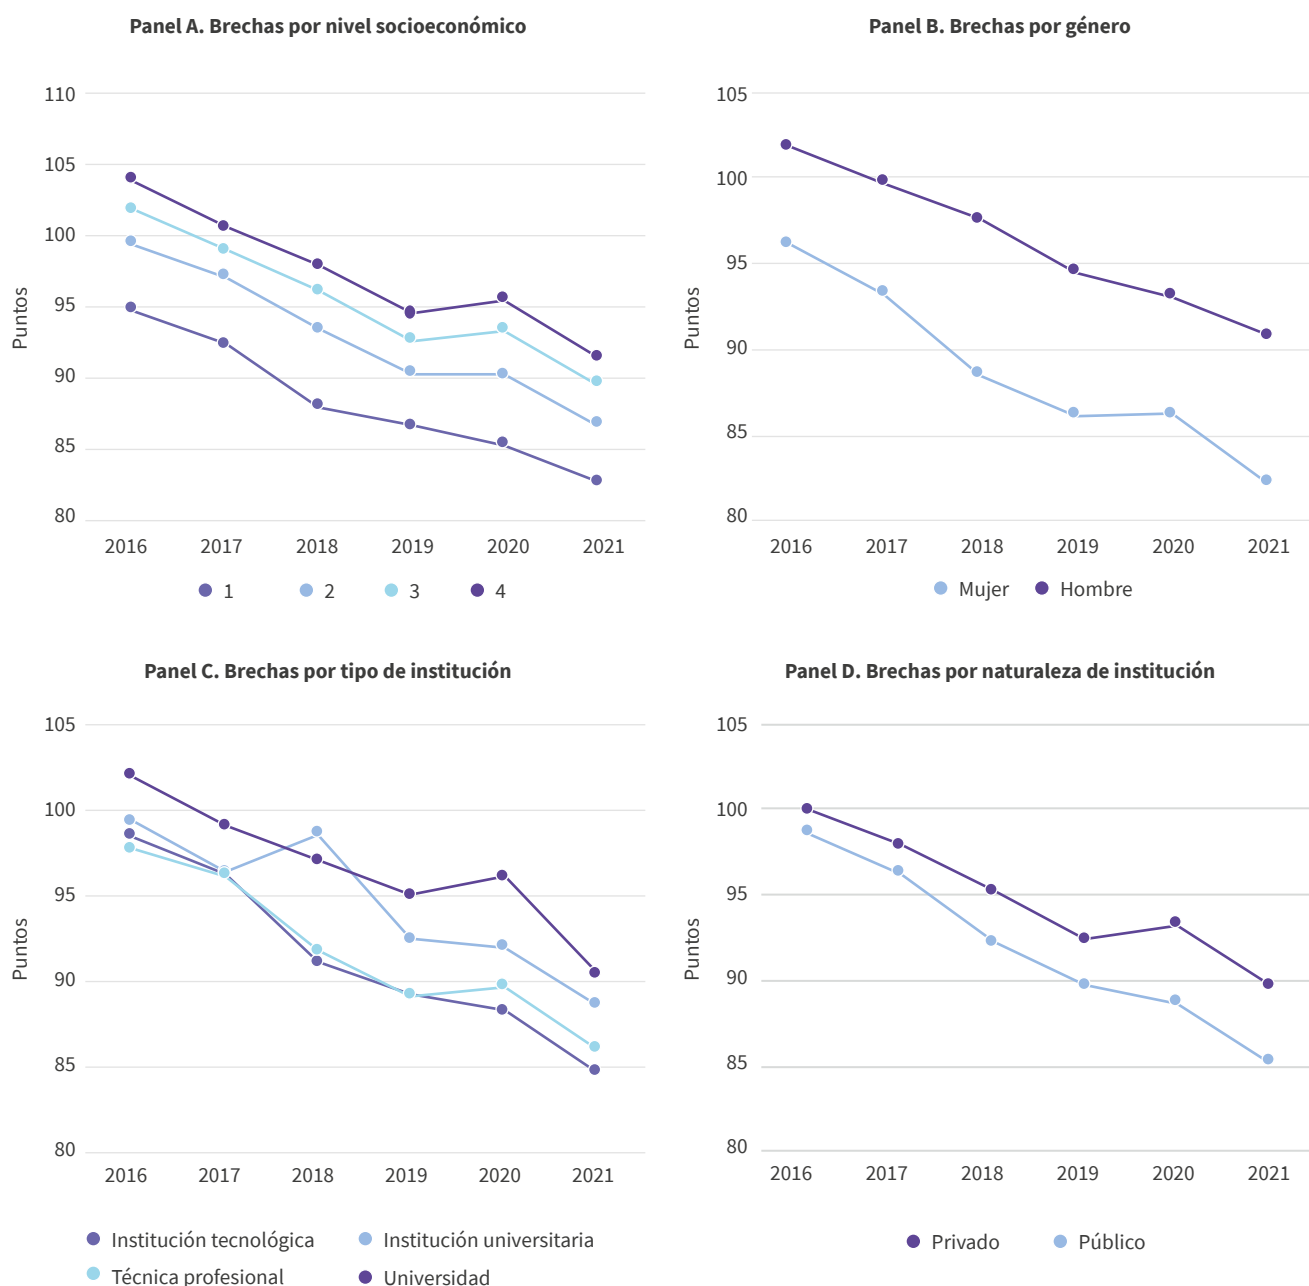 Panel A. Brechas por nivel socioeconómico
110
105
100
95
90
85
80
Puntos
2016 2017 2018 2019 2020 2021
1 2 3 4
Panel B. Brechas por género
105
100
95
90
85
80
Puntos
2016 2017 2018 2019 2020 2021
Mujer Hombre
Panel C. Brechas por tipo de institución
105
100
95
90
85
80
Puntos
2016 2017 2018 2019 2020 2021
Institución tecnológica Institución universitaria
Técnica profesional Universidad
Panel D. Brechas por naturaleza de institución
105
100
95
90
85
80
Puntos
2016 2017 2018 2019 2020 2021
Privado Público